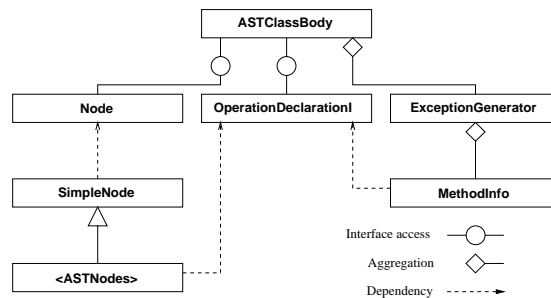 ASTClassBody
Node
OperationDeclarationI
ExceptionGenerator
SimpleNode
MethodInfo
<ASTNodes>
Interface access
Aggregation
Dependency